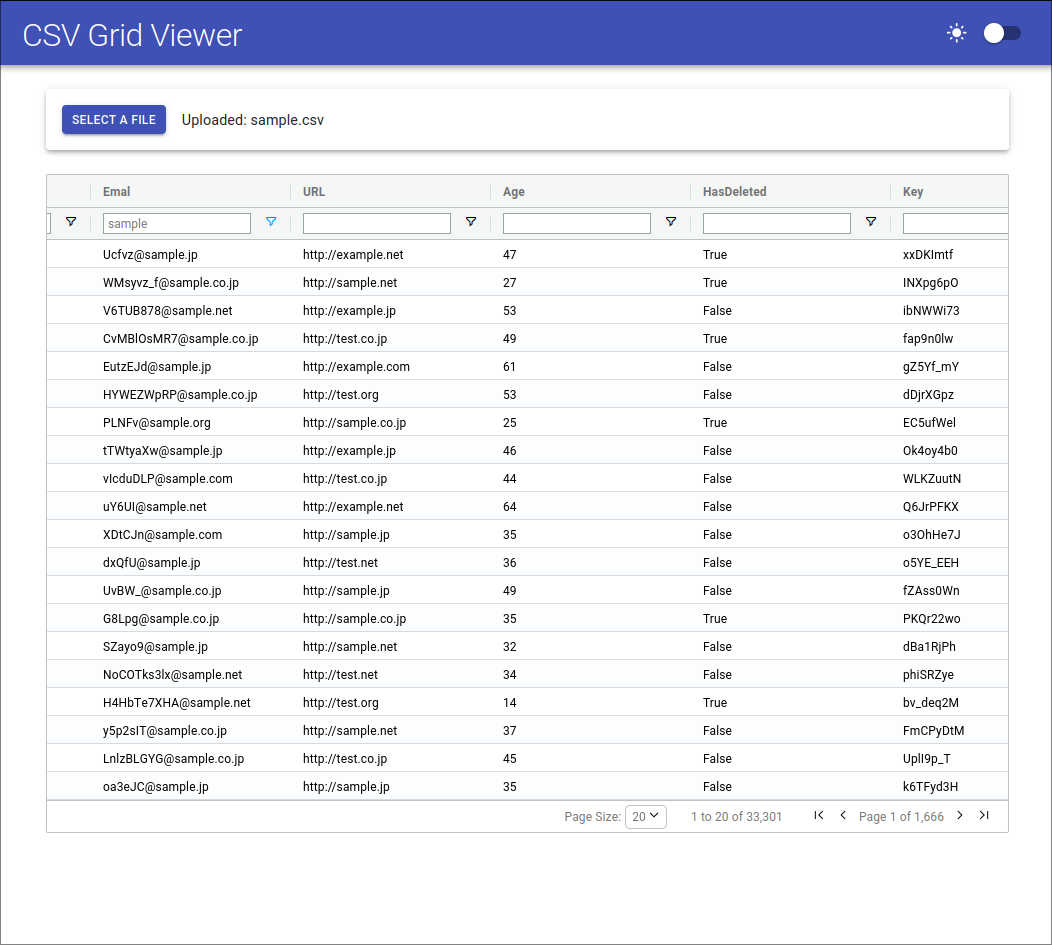 CSV Grid Viewer
SELECT A FILE Uploaded: sample.csv
Emal URL Age HasDeleted Key
sample
Ucfvz@sample.jp http://example.net 47 True xxDKImtf
WMsyvz_f@sample.co.jp http://sample.net 27 True INXpg6pO
V6TUB878@sample.net http://example.jp 53 False ibNWWi73
CvMBlOsMR7@sample.co.jp http://test.co.jp 49 True fap9n0lw
EutzEJd@sample.jp http://example.com 61 False gZ5Yf_mY
HYWEZWpRP@sample.co.jp http://test.org 53 False dDjrXGpz
PLNFv@sample.org http://sample.co.jp 25 True EC5ufWel
tTWtyaXw@sample.jp http://example.jp 46 False Ok4oy4b0
vIcduDLP@sample.com http://test.co.jp 44 False WLKZuutN
uY6UI@sample.net http://example.net 64 False Q6JrPFKX
XDtCJn@sample.com http://sample.jp 35 False o3OhHe7J
dxQfU@sample.jp http://test.net 36 False o5YE_EEH
UvBW_@sample.co.jp http://sample.jp 49 False fZAss0Wn
G8Lpg@sample.co.jp http://sample.co.jp 35 True PKQr22wo
SZayo9@sample.jp http://sample.net 32 False dBa1RjPh
NoCOTks3lx@sample.net http://test.net 34 False phiSRZye
H4HbTe7XHA@sample.net http://test.org 14 True bv_deq2M
y5p2sIT@sample.co.jp http://sample.net 37 False FmCPyDtM
LnlzBLGYG@sample.co.jp http://test.co.jp 45 False UplI9p_T
oa3eJC@sample.jp http://sample.jp 35 False k6TFyd3H
Page Size: 20 1 to 20 of 33,301 Page 1 of 1,666